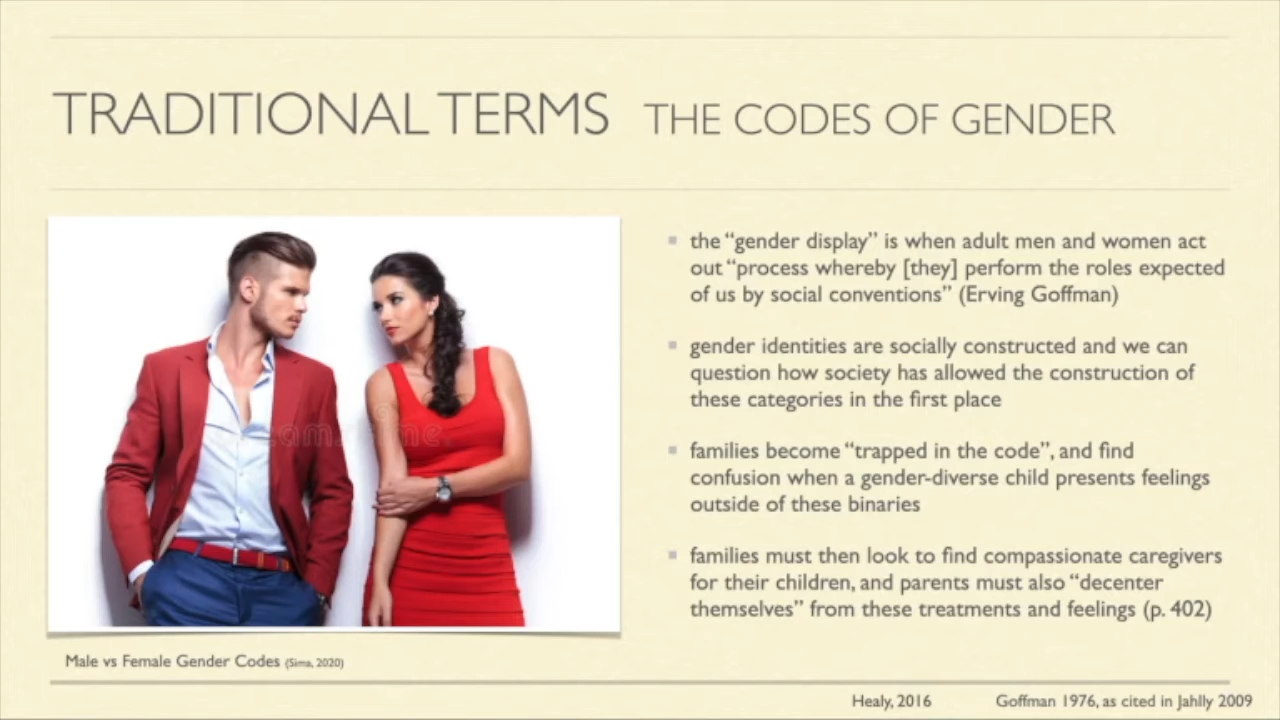 TRADITIONAL TERMS THE CODES OF GENDER
the “gender display” is when adult men and women act
out “process whereby [they] perform the roles expected
of us by social conventions” (Erving Goffman)
gender identities are socially constructed and we can
question how society has allowed the construction of
these categories in the first place
families become “trapped in the code”, and find
confusion when a gender-diverse child presents feelings
outside of these binaries
families must then look to find compassionate caregivers
for their children, and parents must also “decenter
themselves” from these treatments and feelings (p. 402)
Male vs Female Gender Codes (Sima, 2020)
Healy, 2016 Goffman 1976, as cited in Jahlly 2009